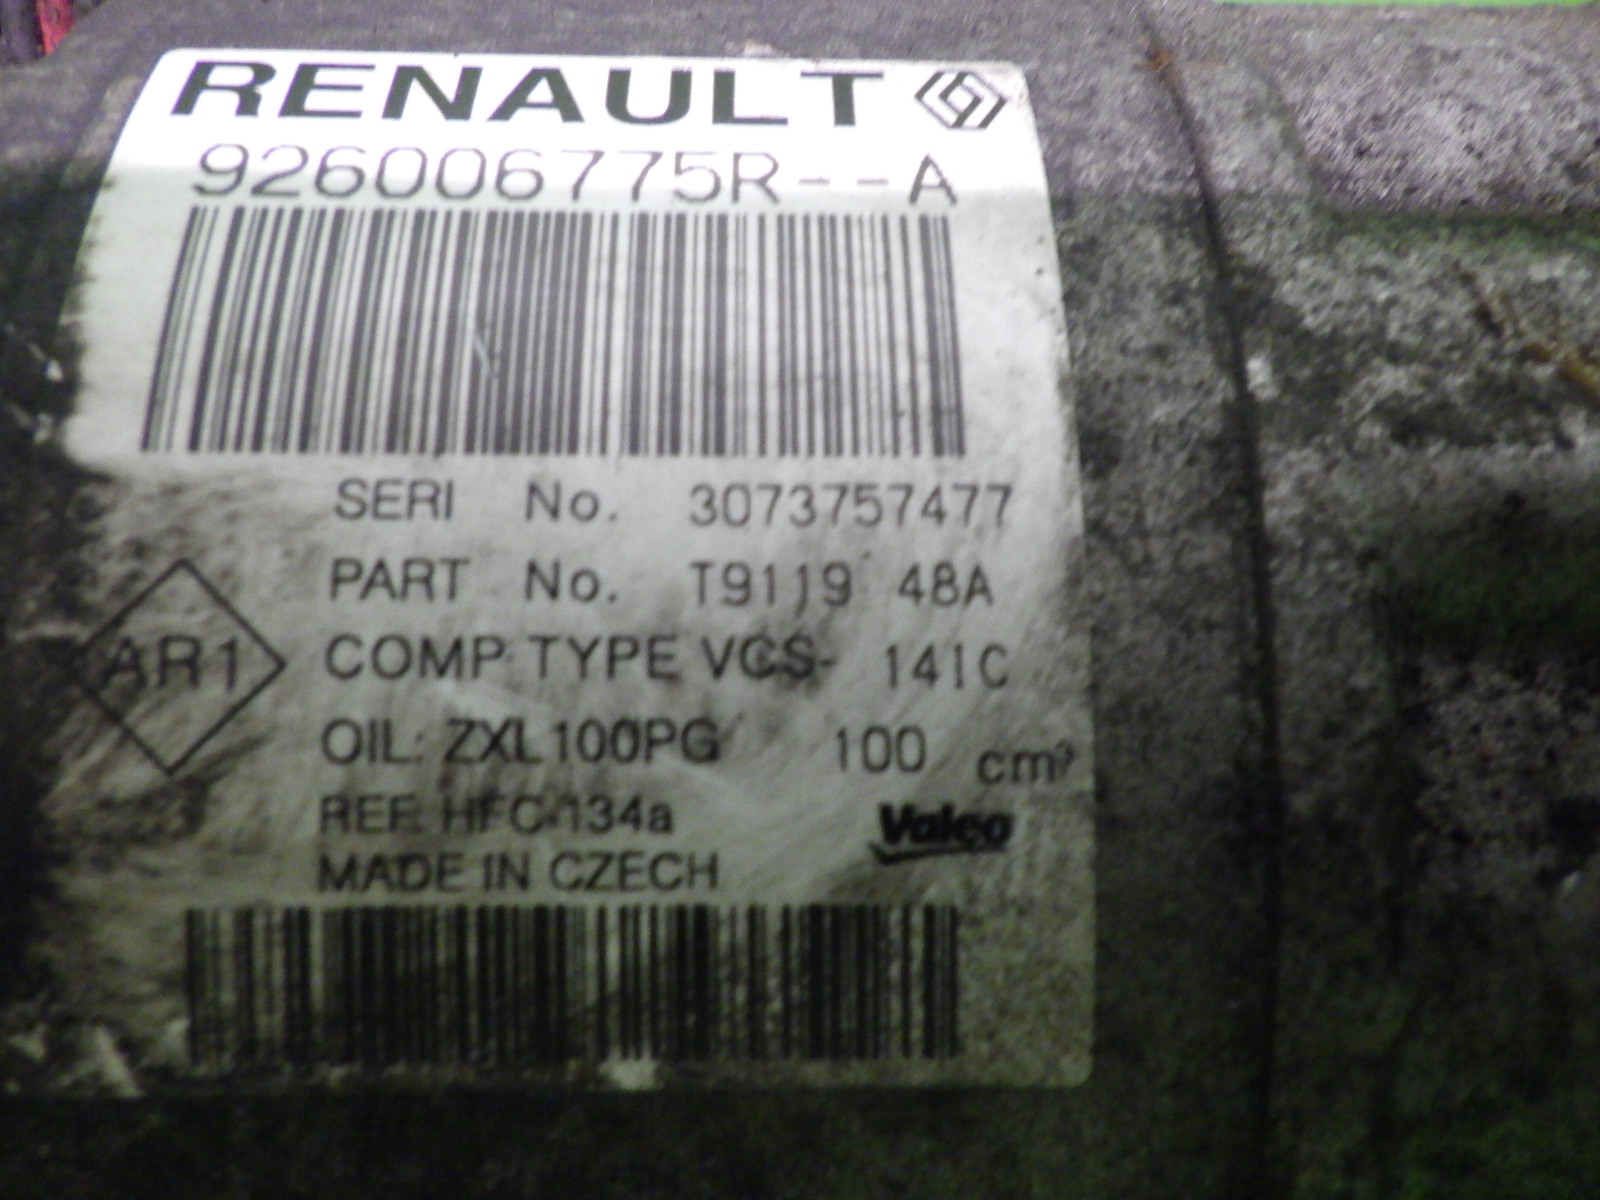 RENAULT
926006775R--A
SERI No. 3073757477
PART No. T9119 48A
AR1
COMP TYPE VCS- 141C
OIL: ZXL100PG 100 cm³
REF. HFC-134a
Valeo
MADE IN CZECH